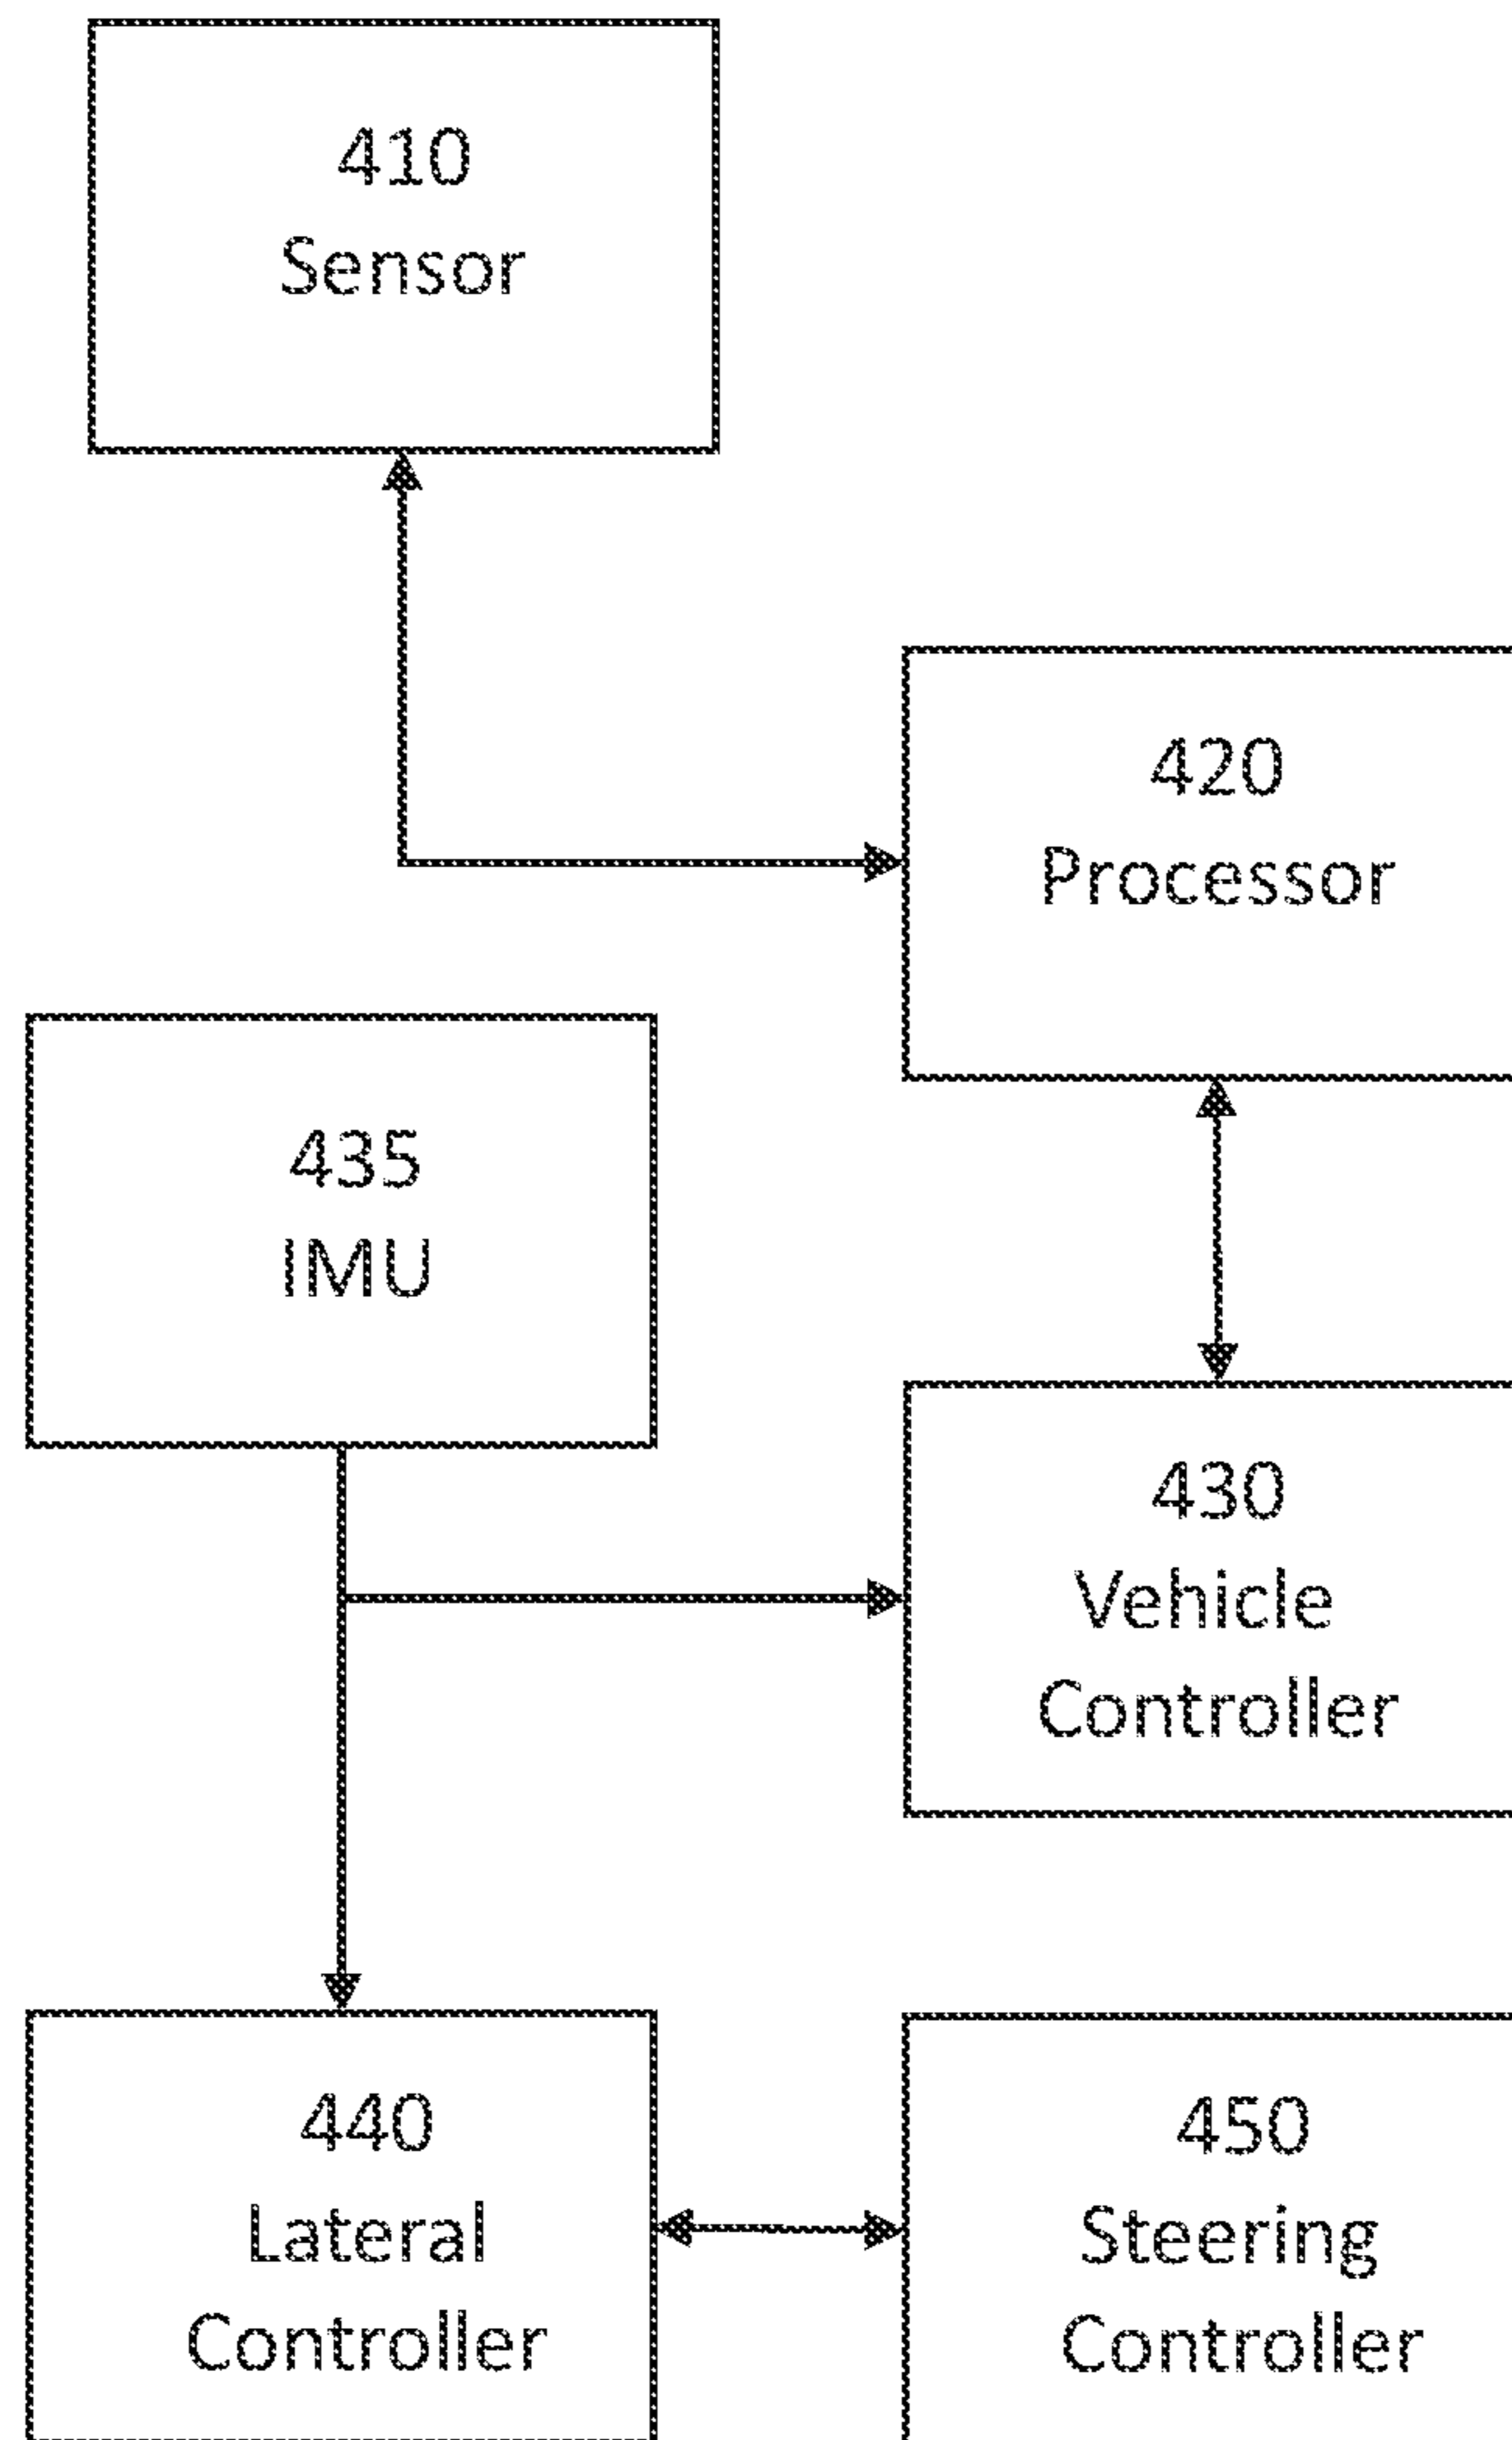 410
Sensor
420
Processor
435
IMU
430
Vehicle
Controller
440
Lateral
Controller
450
Steering
Controller